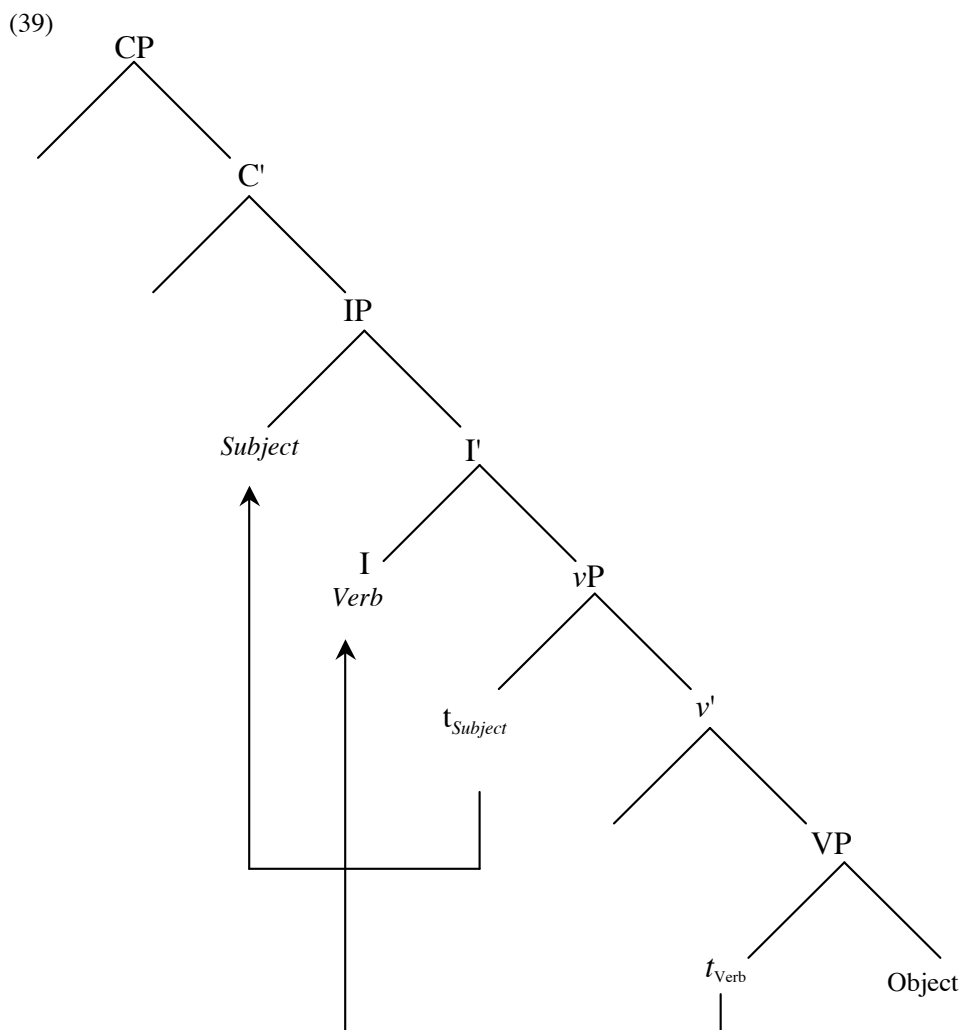 (39)
CP
C'
IP
Subject
I'
I
Verb
vP
tSubject
v'
VP
tVerb
Object